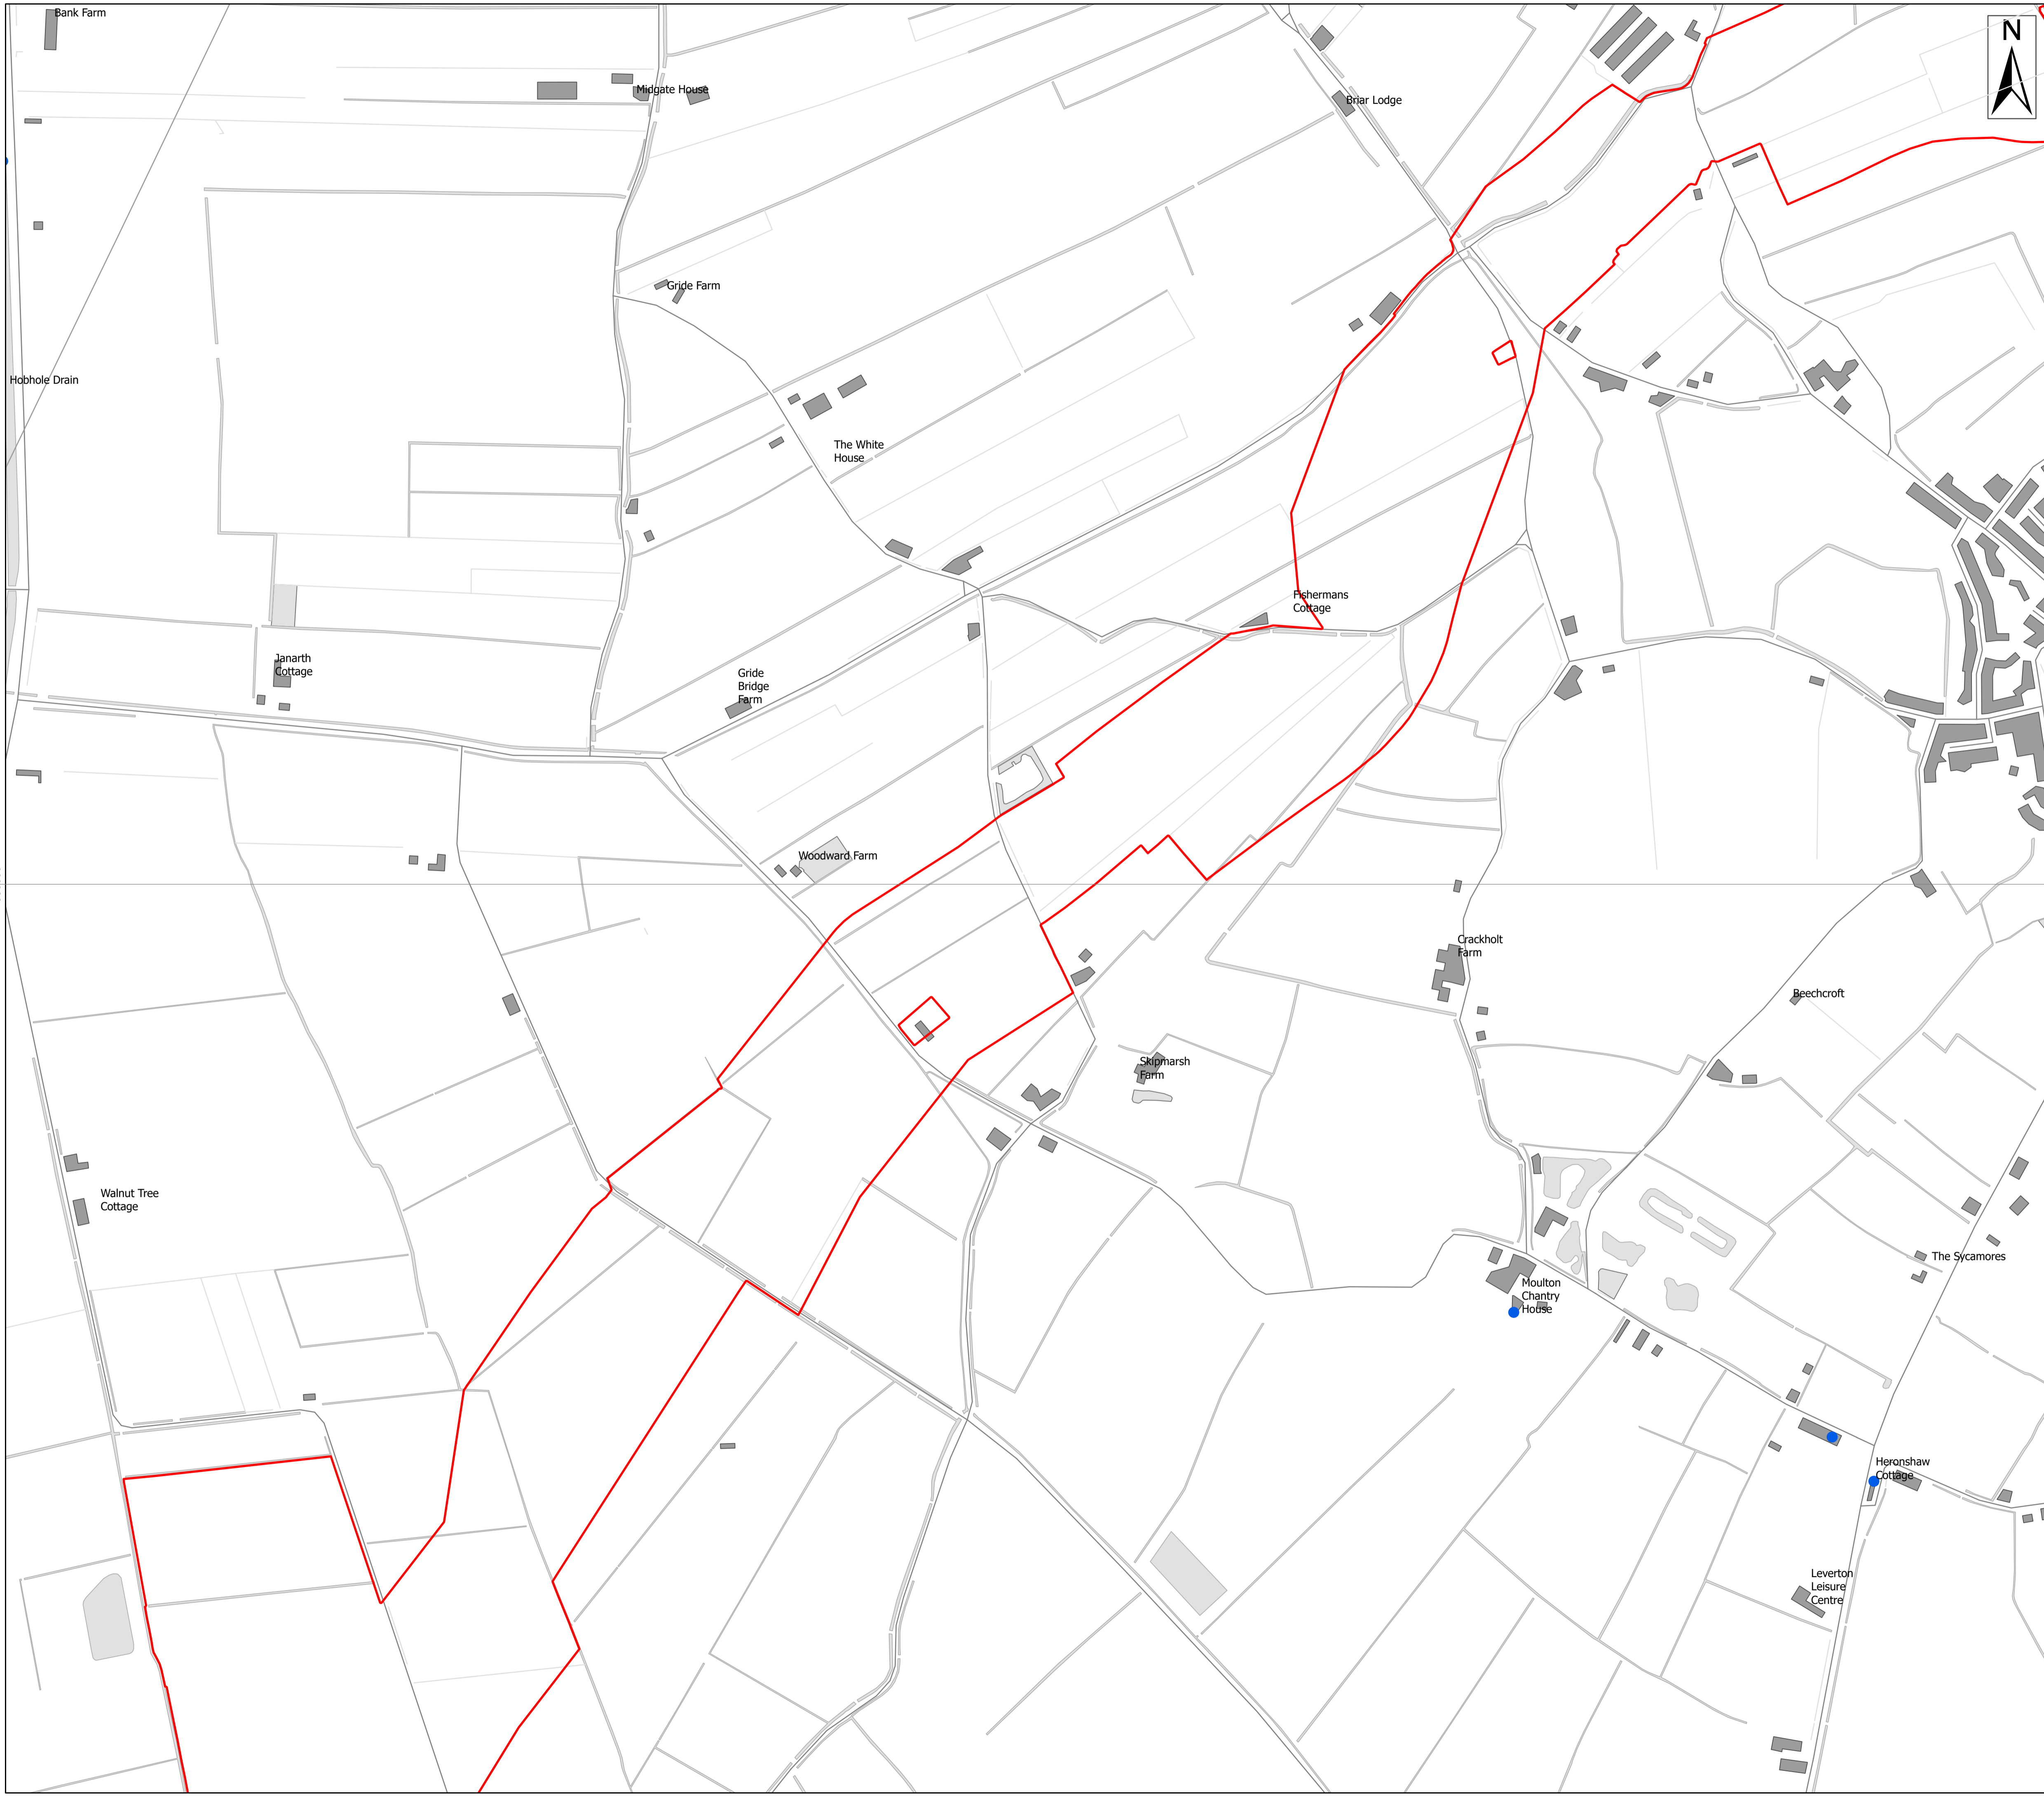 Bank Farm
N
Midgate House
Briar Lodge
Gride Farm
Hobhole Drain
The White
House
Fishermans
Cottage
Janarth
Cottage
Gride
Bridge
Farm
Woodward Farm
Crackholt
Farm
Beechcroft
Skipmarsh
Farm
Walnut Tree
Cottage
The Sycamores
Moulton
Chantry
House
Heronshaw
Cottage
Leverton
Leisure
Centre